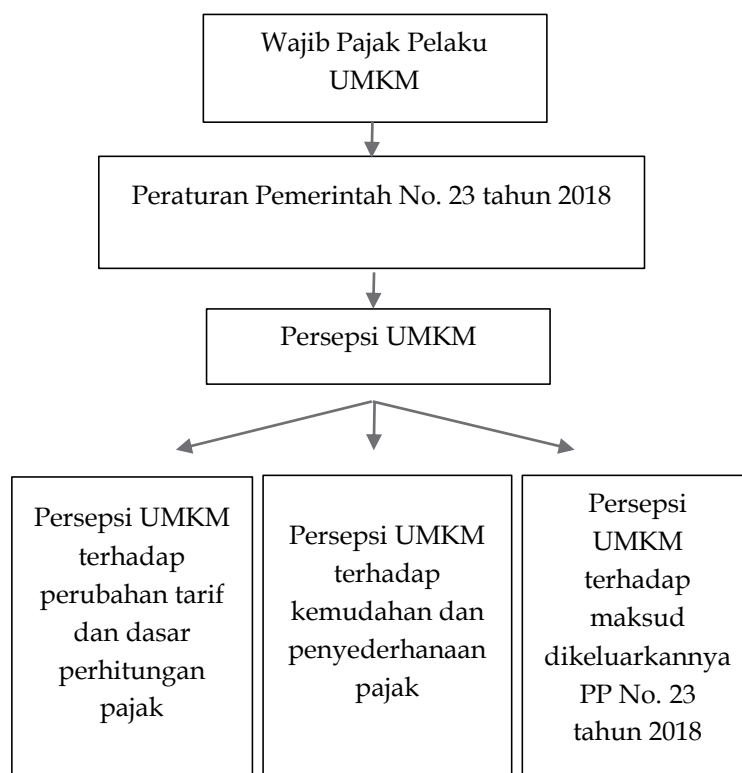 Wajib Pajak Pelaku
UMKM
Peraturan Pemerintah No. 23 tahun 2018
Persepsi UMKM
Persepsi UMKM
terhadap
perubahan tarif
dan dasar
perhitungan
pajak
Persepsi UMKM
terhadap
kemudahan dan
penyederhanaan
pajak
Persepsi
UMKM
terhadap
maksud
dikeluarkannya
PP No. 23
tahun 2018